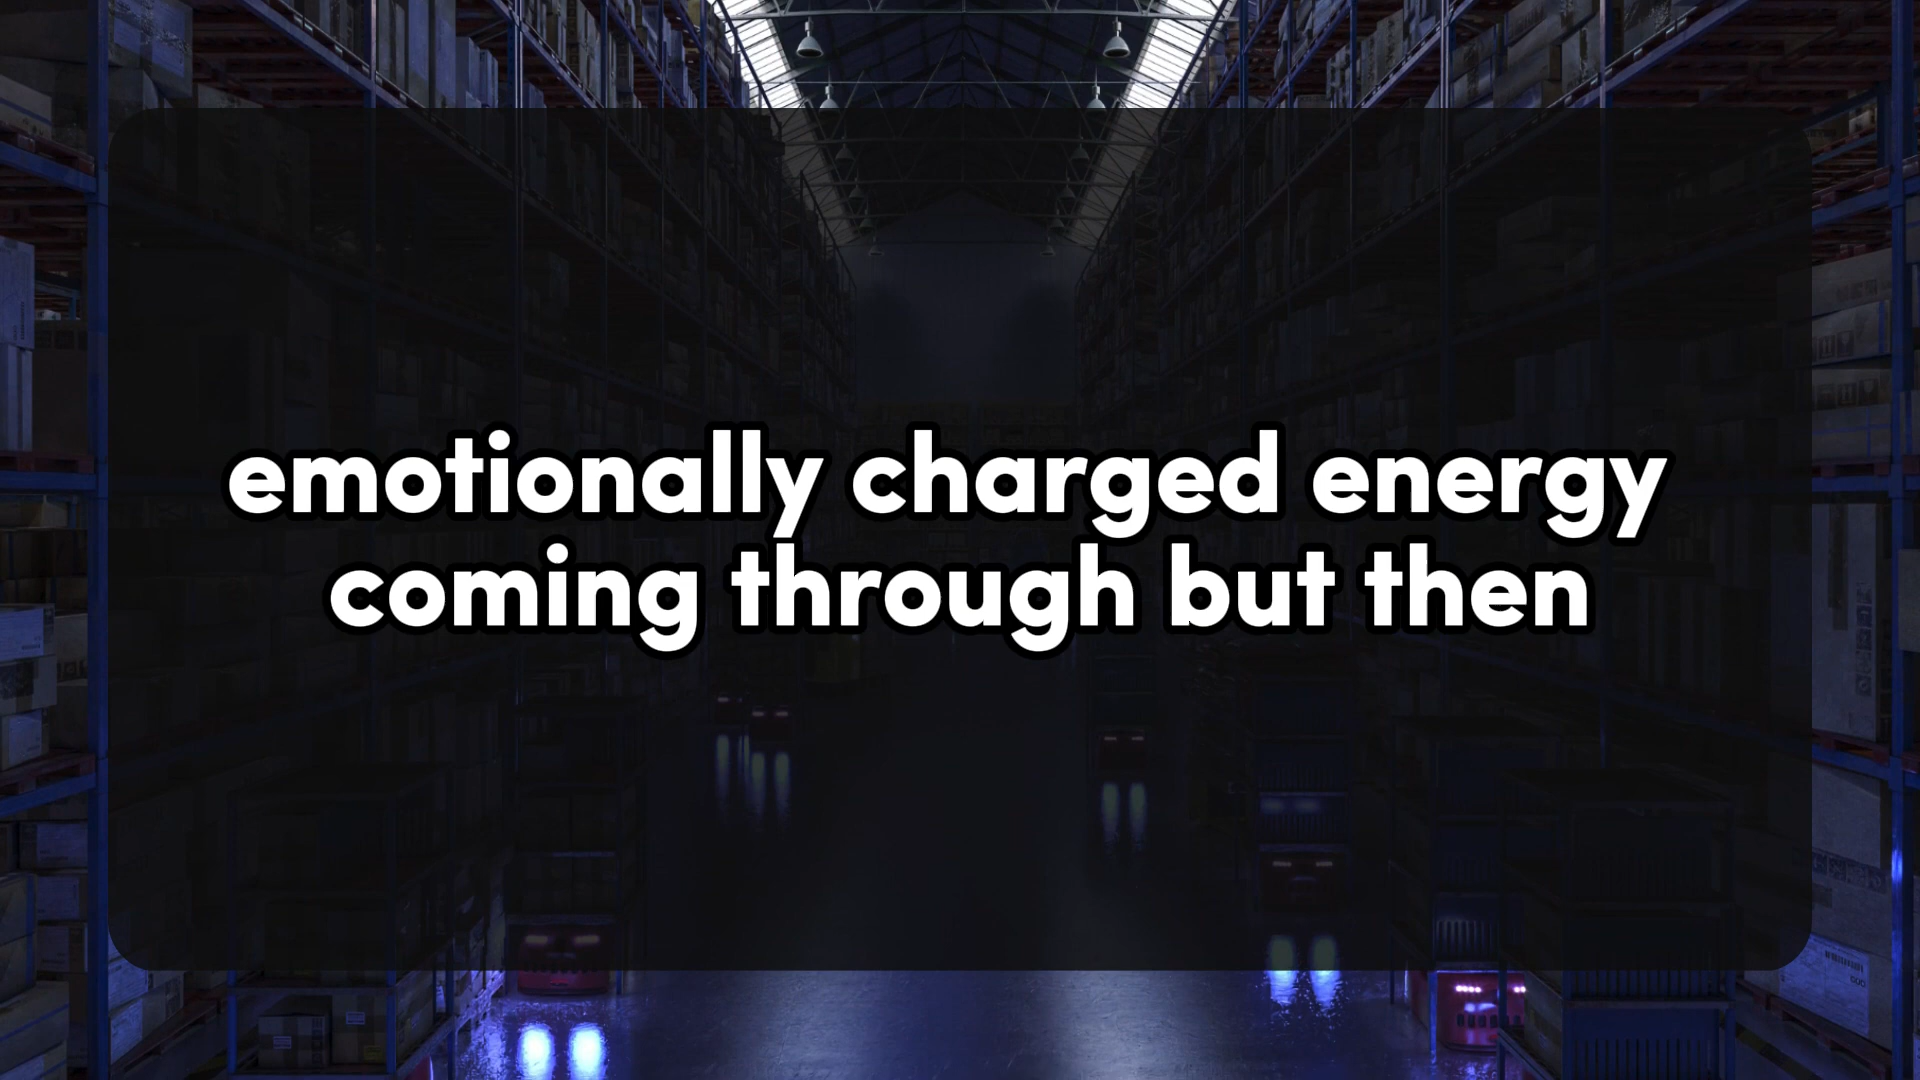 emotionally charged energy
coming through but then